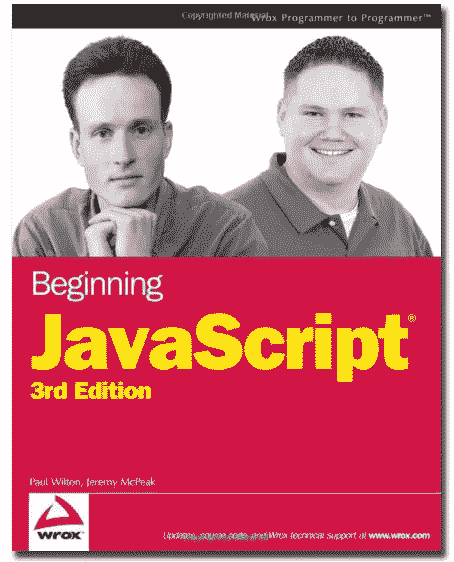 Copyrighted Material
Wrox Programmer to Programmer™
Beginning
JavaScript®
3rd Edition
Paul Wilton, Jeremy McPeak
wrox™
Updates, source code, and Wrox technical support at www.wrox.com